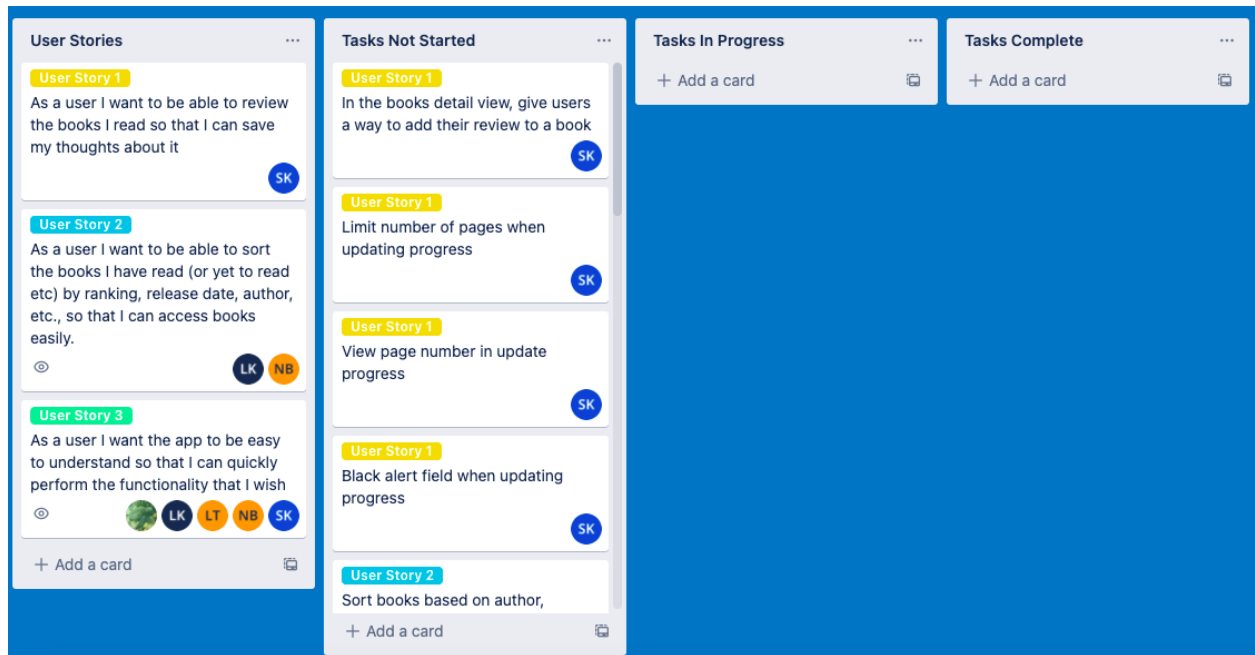 User Stories
User Story 1
As a user I want to be able to review
the books I read so that I can save
my thoughts about it
SK
User Story 2
As a user I want to be able to sort
the books I have read (or yet to read
etc) by ranking, release date, author,
etc., so that I can access books
easily.
LK NB
User Story 3
As a user I want the app to be easy
to understand so that I can quickly
perform the functionality that I wish
LK LT NB SK
+ Add a card
Tasks Not Started
User Story 1
In the books detail view, give users
a way to add their review to a book
SK
User Story 1
Limit number of pages when
updating progress
SK
User Story 1
View page number in update
progress
SK
User Story 1
Black alert field when updating
progress
SK
User Story 2
Sort books based on author,
+ Add a card
Tasks In Progress
+ Add a card
Tasks Complete
+ Add a card